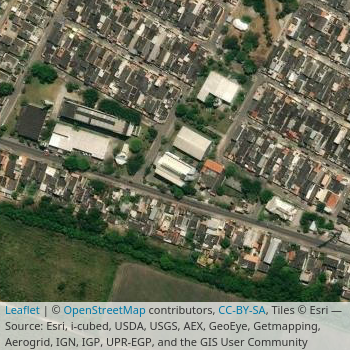 Leaflet | © OpenStreetMap contributors, CC-BY-SA, Tiles © Esri —
Source: Esri, i-cubed, USDA, USGS, AEX, GeoEye, Getmapping,
Aerogrid, IGN, IGP, UPR-EGP, and the GIS User Community